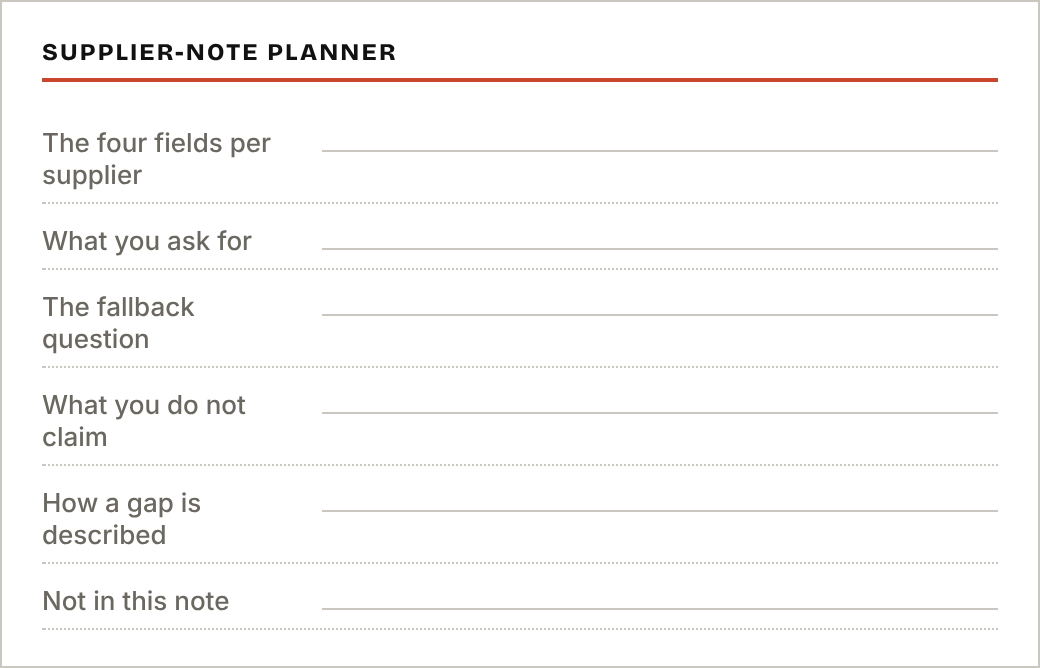 SUPPLIER-NOTE PLANNER
The four fields per
supplier
What you ask for
The fallback
question
What you do not
claim
How a gap is
described
Not in this note